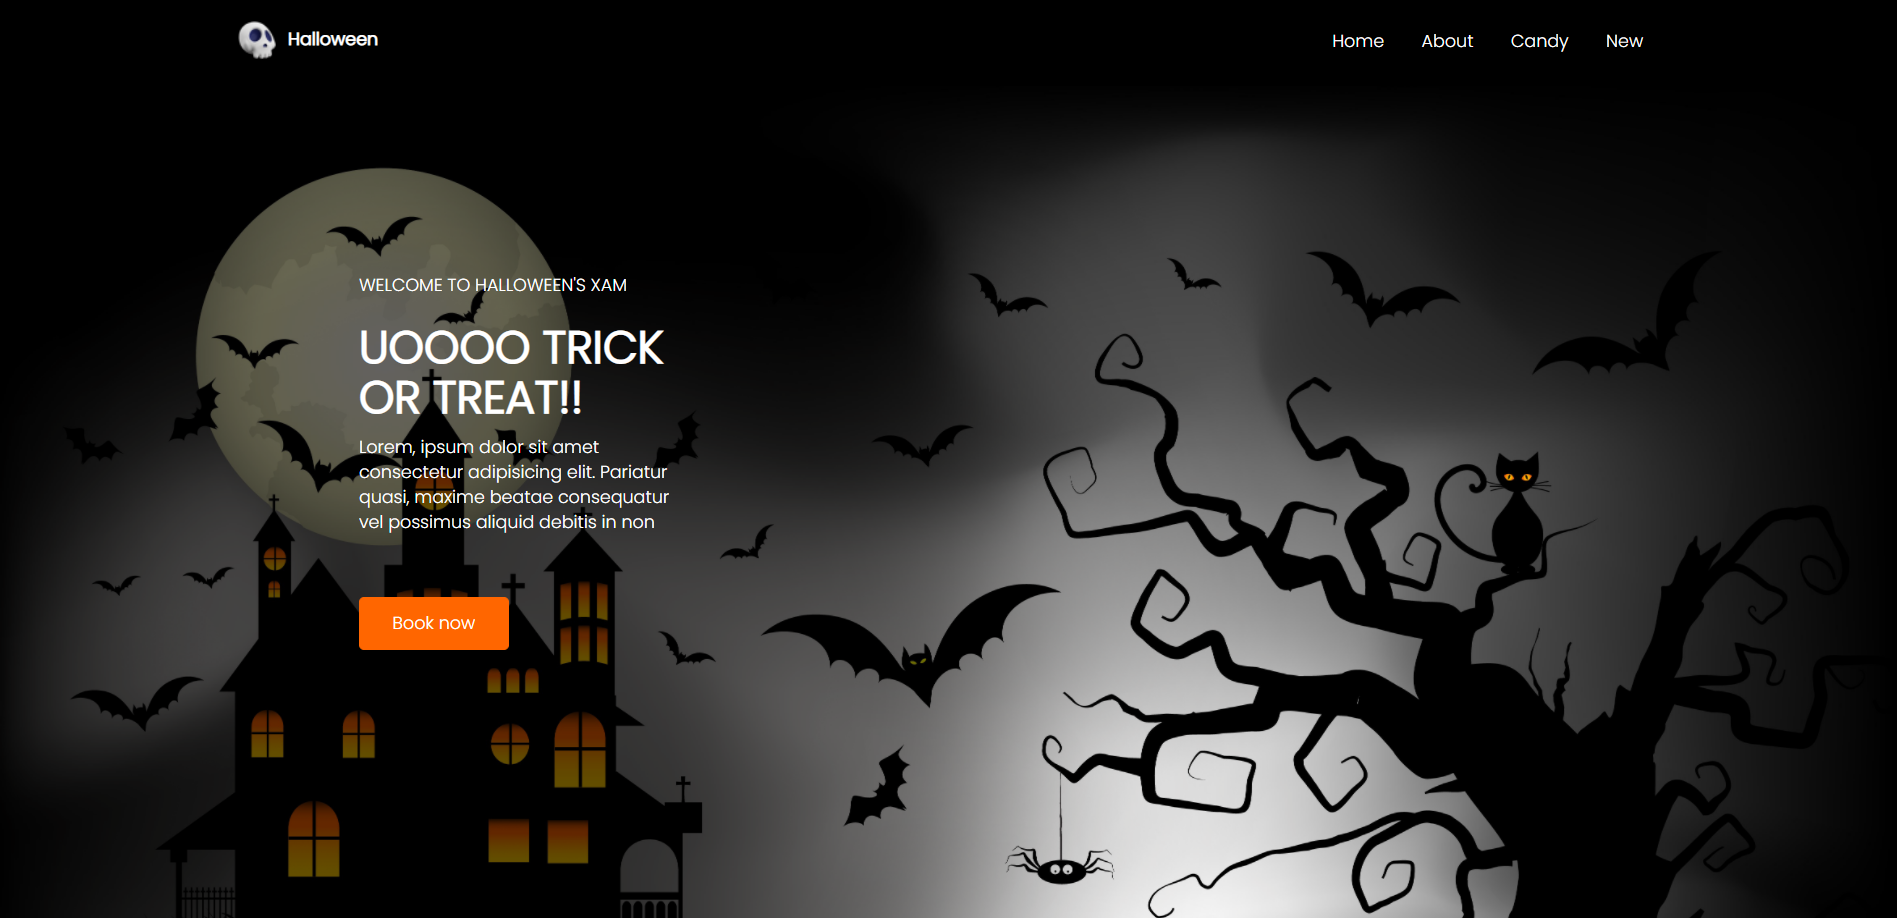 Halloween
Home About Candy New
WELCOME TO HALLOWEEN'S XAM
UOOOO TRICK
OR TREAT!!
Lorem, ipsum dolor sit amet
consectetur adipisicing elit. Pariatur
quasi, maxime beatae consequatur
vel possimus aliquid debitis in non
Book now